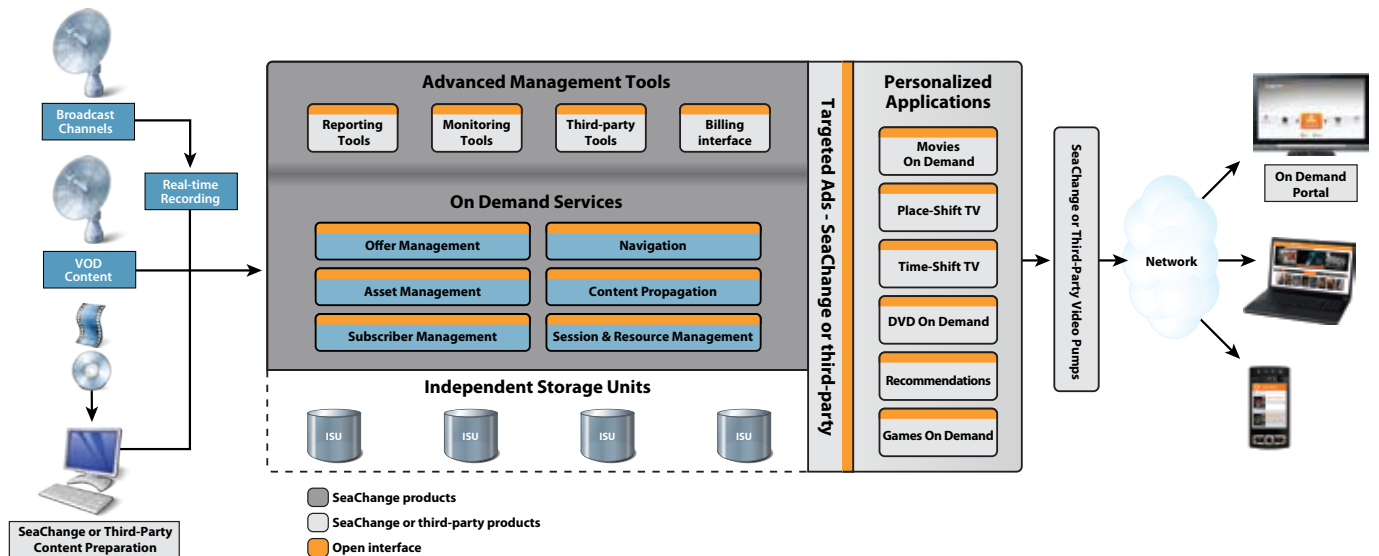 Broadcast
Channels
Real-time
Recording
VOD
Content
SeaChange or Third-Party
Content Preparation
Advanced Management Tools
Reporting
Tools
Monitoring
Tools
Third-party
Tools
Billing
interface
On Demand Services
Offer Management
Navigation
Asset Management
Content Propagation
Subscriber Management
Session & Resource Management
Independent Storage Units
ISU
ISU
ISU
ISU
Targeted Ads - SeaChange or third-party
Personalized
Applications
Movies
On Demand
Place-Shift TV
Time-Shift TV
DVD On Demand
Recommendations
Games On Demand
SeaChange or Third-Party Video Pumps
Network
On Demand
Portal
SeaChange products
SeaChange or third-party products
Open interface